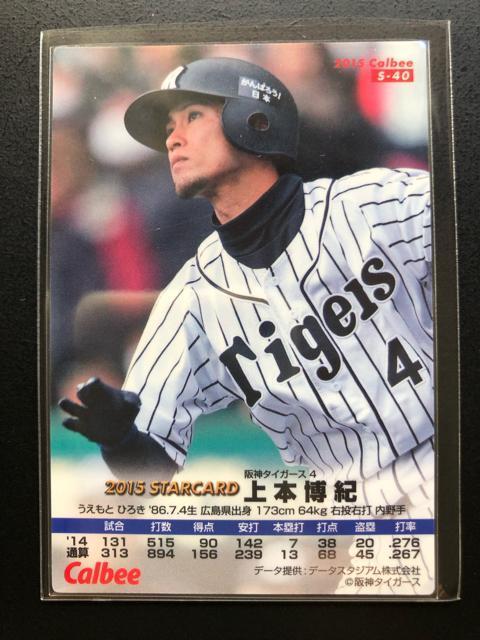 2015 Calbee
S-40
がんばろう!
日本
Tigers
4
阪神タイガース 4
2015 STARCARD 上本博紀
うえもと ひろき '86.7.4生 広島県出身 173cm 64kg 右投右打 内野手
試合 打数 得点 安打 本塁打 打点 盗塁 打率
'14 131 515 90 142 7 38 20 .276
通算 313 894 156 239 13 68 45 .267
Calbee
データ提供:データスタジアム株式会社
©阪神タイガース